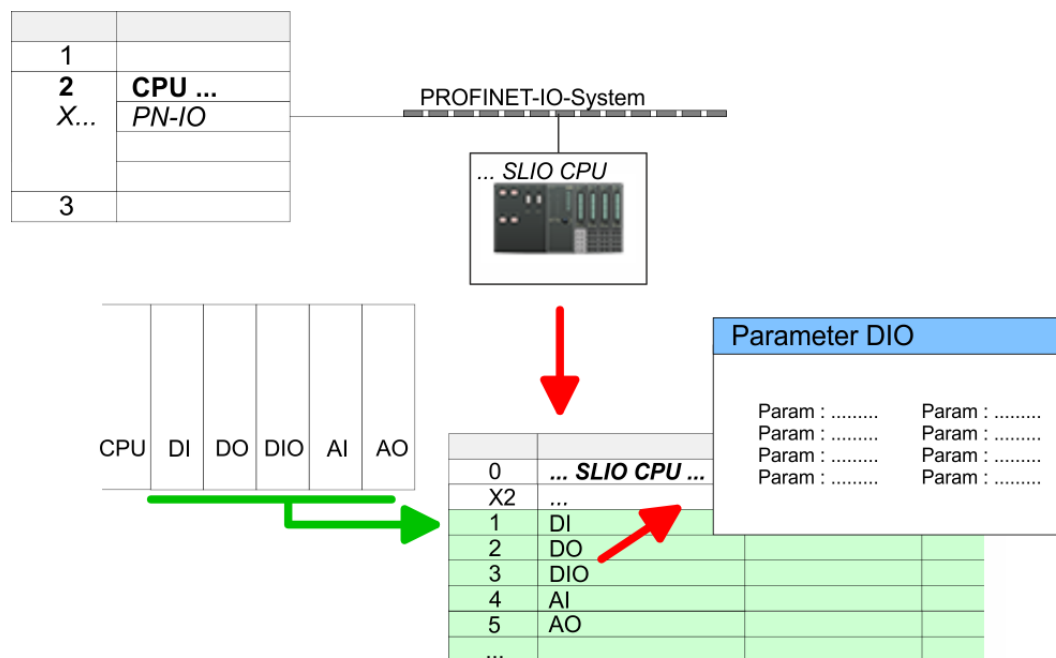 1
2 CPU ...
X... PN-IO
3
PROFINET-IO-System
... SLIO CPU
CPU DI DO DIO AI AO
Parameter DIO
Param : ......... Param : .........
Param : ......... Param : .........
Param : ......... Param : .........
Param : ......... Param : .........
0 ... SLIO CPU ...
X2 ...
1 DI
2 DO
3 DIO
4 AI
5 AO
...